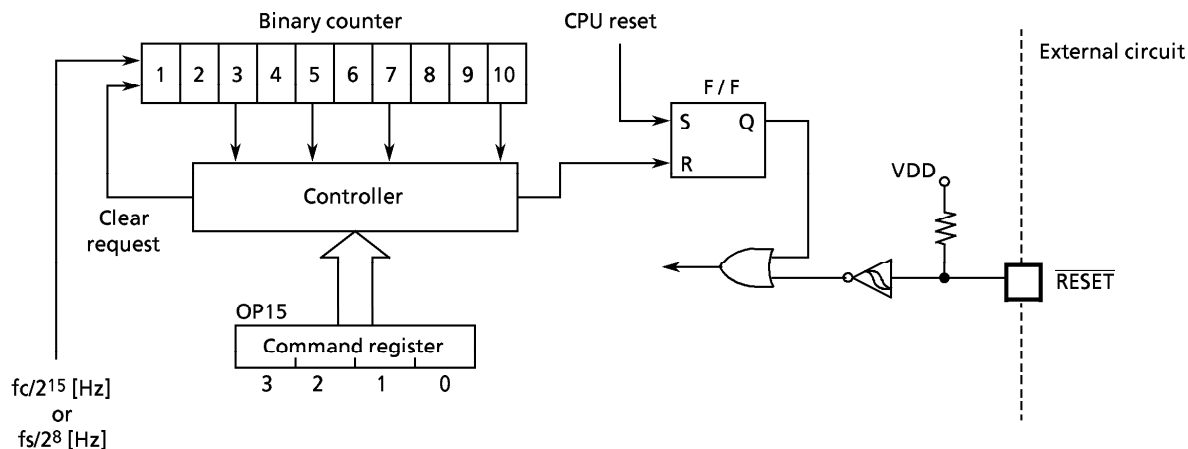 Binary counter
CPU reset
External circuit
1 2 3 4 5 6 7 8 9 10
F / F
S Q
R
VDD
Controller
Clear
request
RESET
OP15
Command register
3 2 1 0
fc/2¹⁵ [Hz]
or
fs/2⁸ [Hz]